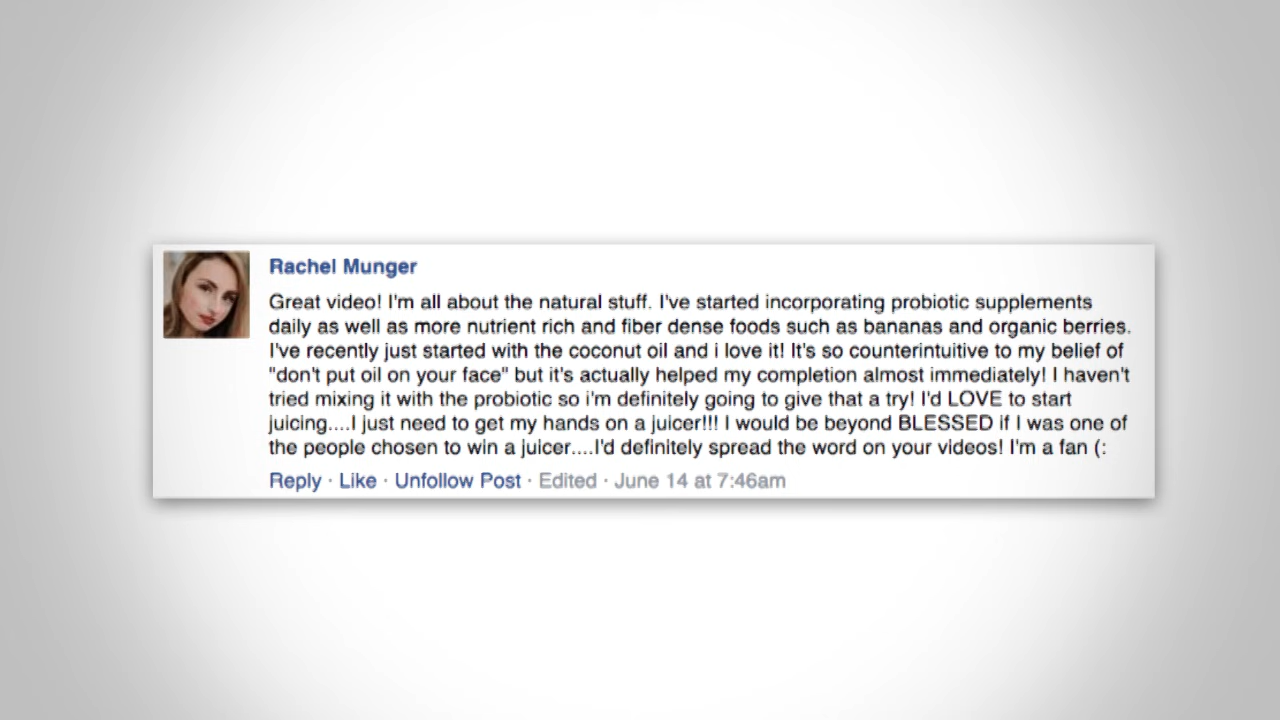 Rachel Munger
Great video! I'm all about the natural stuff. I've started incorporating probiotic supplements
daily as well as more nutrient rich and fiber dense foods such as bananas and organic berries.
I've recently just started with the coconut oil and i love it! It's so counterintuitive to my belief of
"don't put oil on your face" but it's actually helped my completion almost immediately! I haven't
tried mixing it with the probiotic so i'm definitely going to give that a try! I'd LOVE to start
juicing....I just need to get my hands on a juicer!!! I would be beyond BLESSED if I was one of
the people chosen to win a juicer....I'd definitely spread the word on your videos! I'm a fan (:
Reply · Like · Unfollow Post · Edited · June 14 at 7:46am